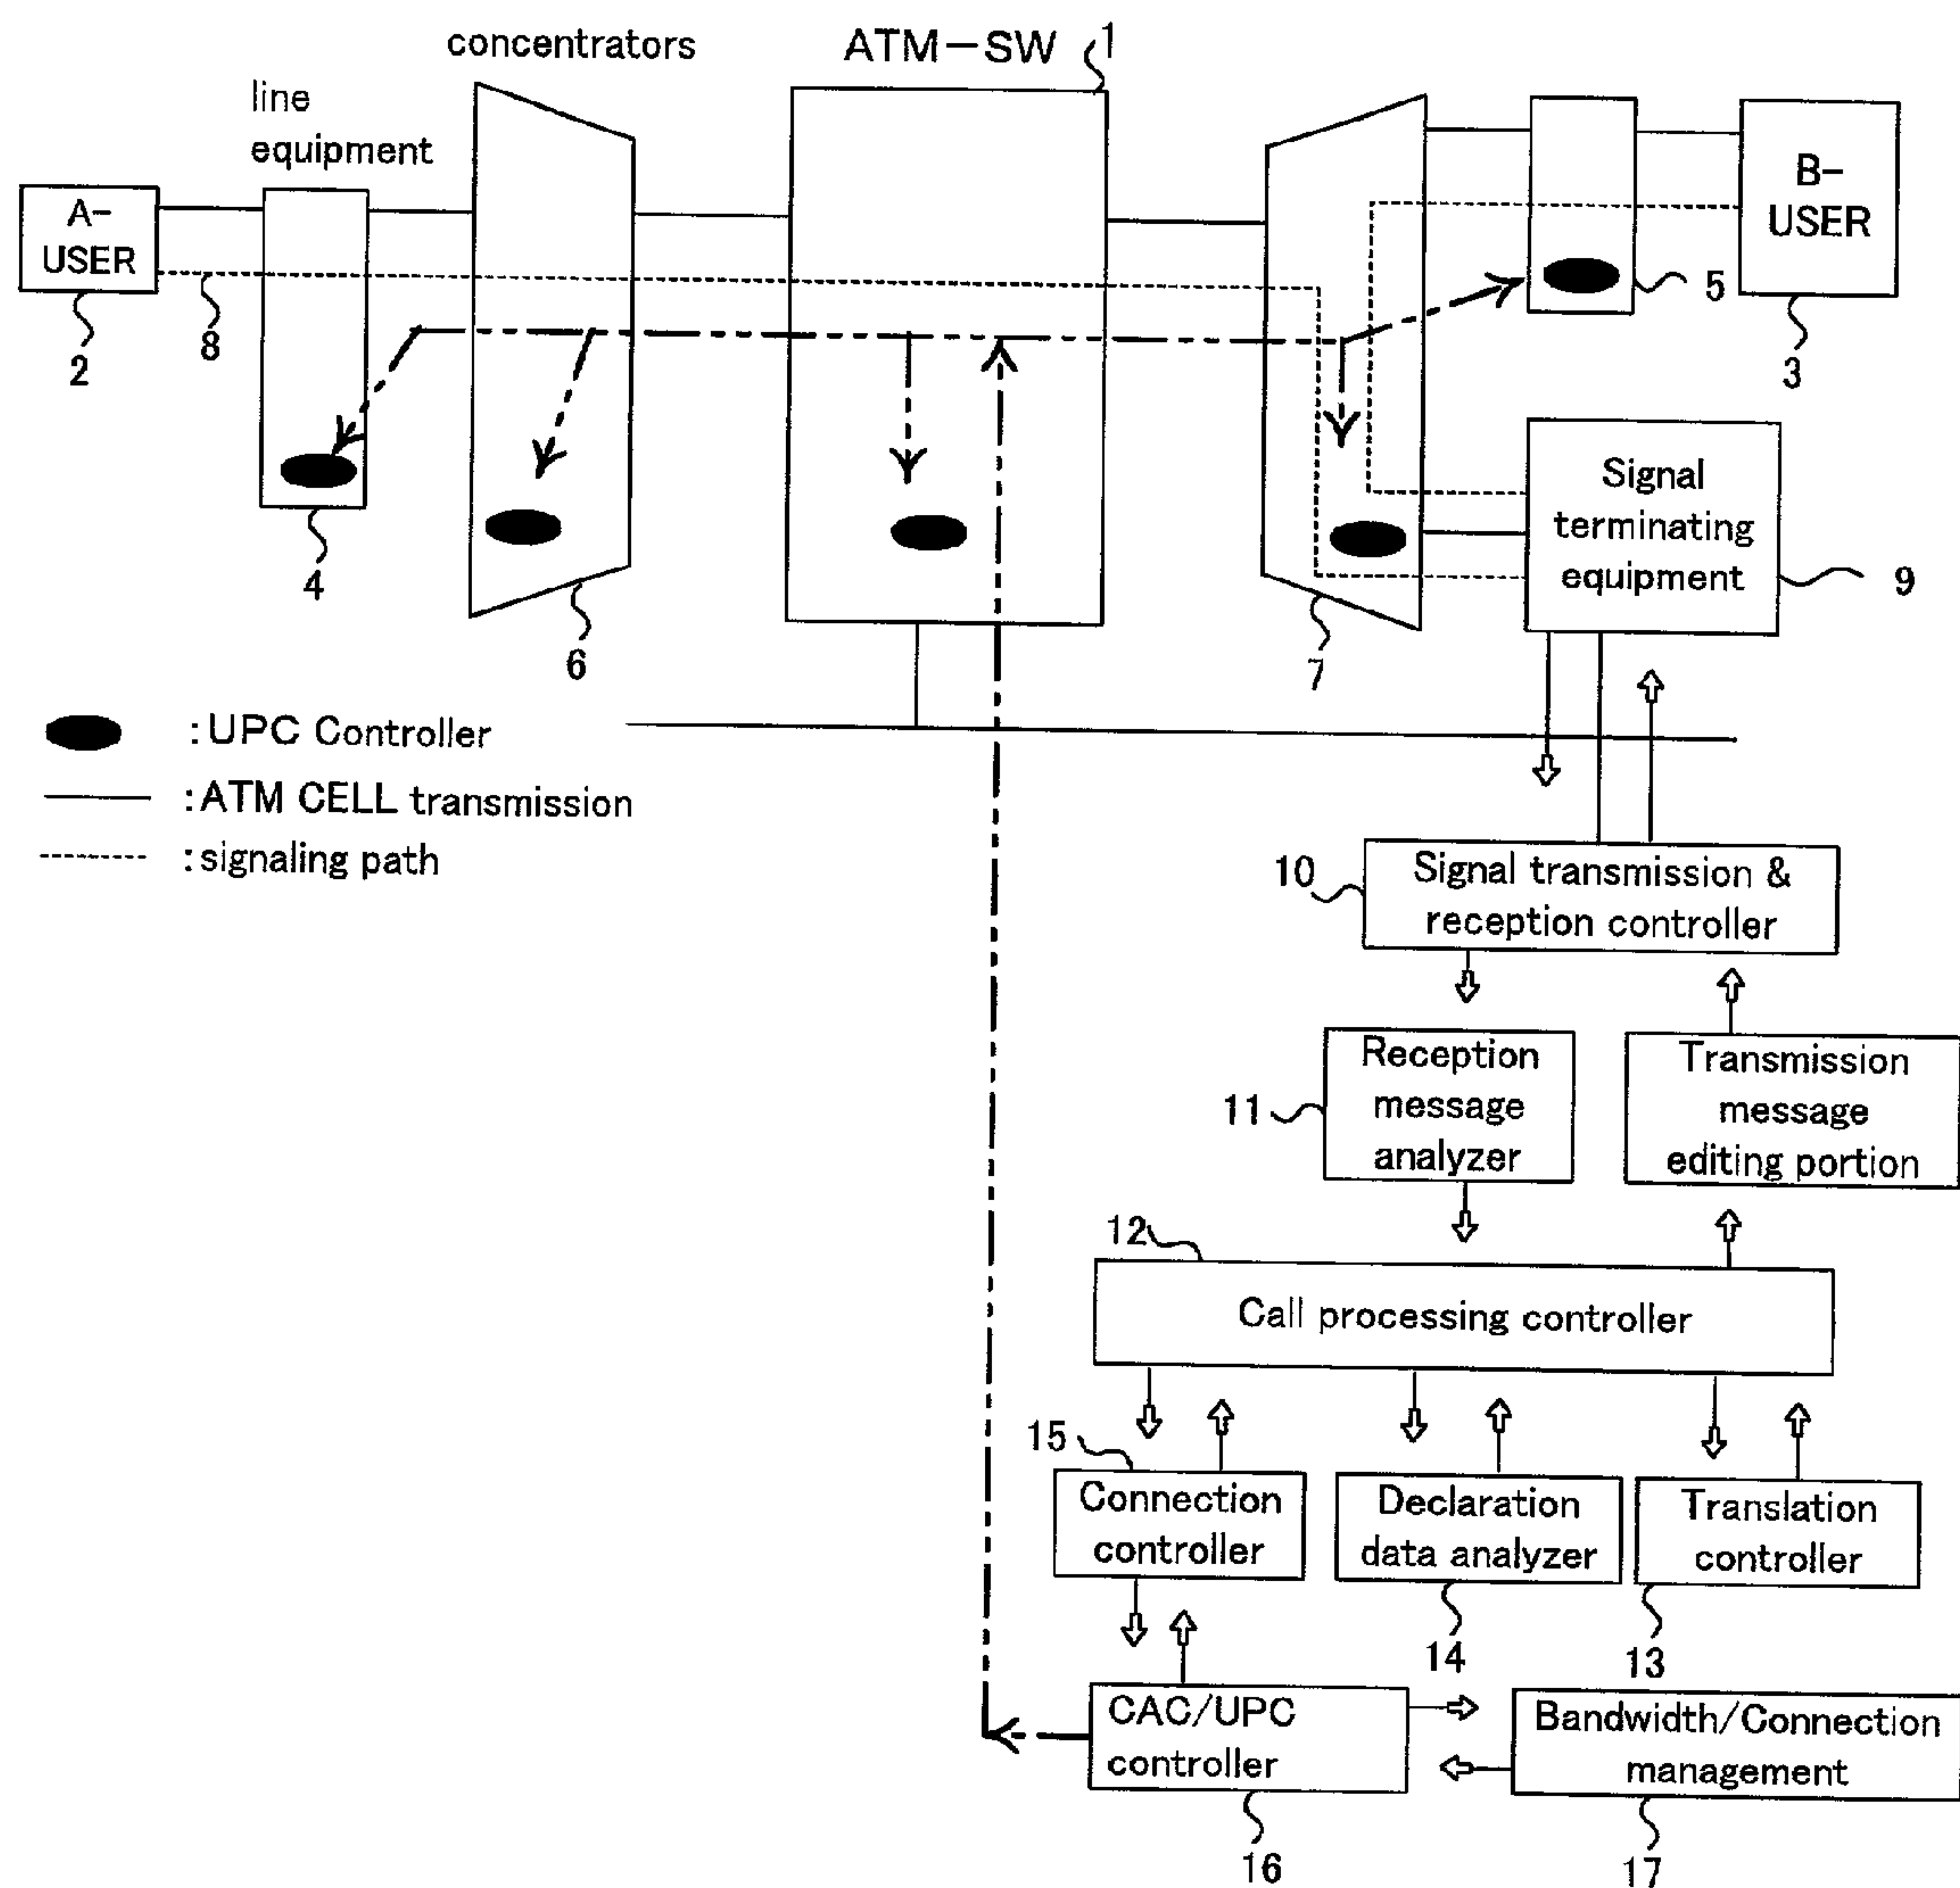 concentrators
ATM-SW
1
line
equipment
A-
USER
B-
USER
2
8
5
3
4
6
7
Signal
terminating
equipment
9
:UPC Controller
:ATM CELL transmission
:signaling path
10
Signal transmission &
reception controller
11
Reception
message
analyzer
Transmission
message
editing portion
12
Call processing controller
15
Connection
controller
Declaration
data analyzer
Translation
controller
14
13
CAC/UPC
controller
Bandwidth/Connection
management
16
17